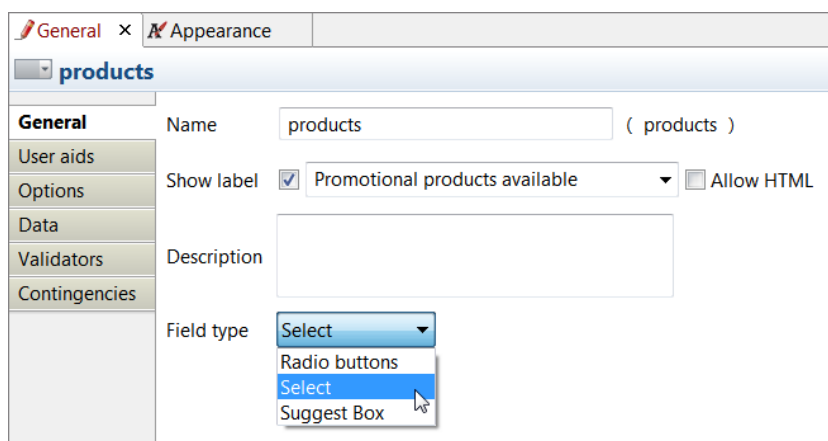 General × Appearance
products
General
Name products ( products )
User aids
Show label Promotional products available Allow HTML
Options
Data
Validators
Description
Contingencies
Field type Select
Radio buttons
Select
Suggest Box